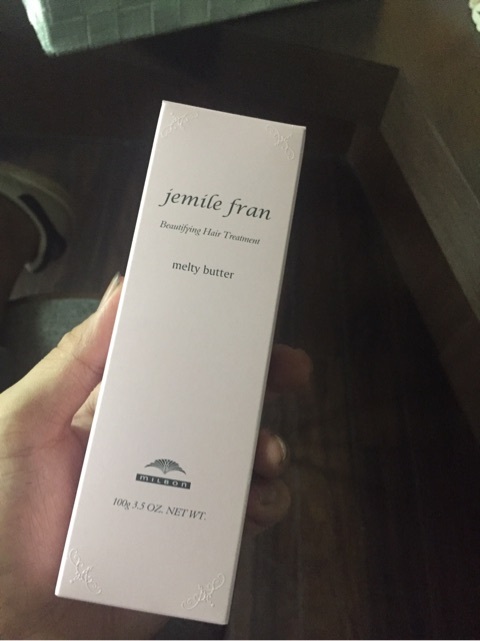 jemile fran
Beautifying Hair Treatment
melty butter
MILBON
100g 3.5 OZ. NET WT.